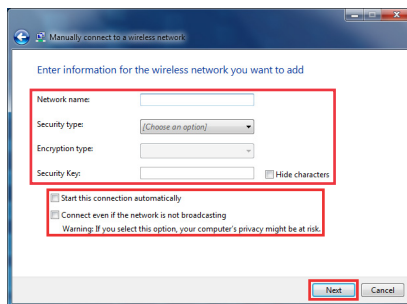 Manually connect to a wireless network
Enter information for the wireless network you want to add
Network name:
Security type: [Choose an option]
Encryption type:
Security Key: Hide characters
Start this connection automatically
Connect even if the network is not broadcasting
Warning: If you select this option, your computer's privacy might be at risk.
Next Cancel